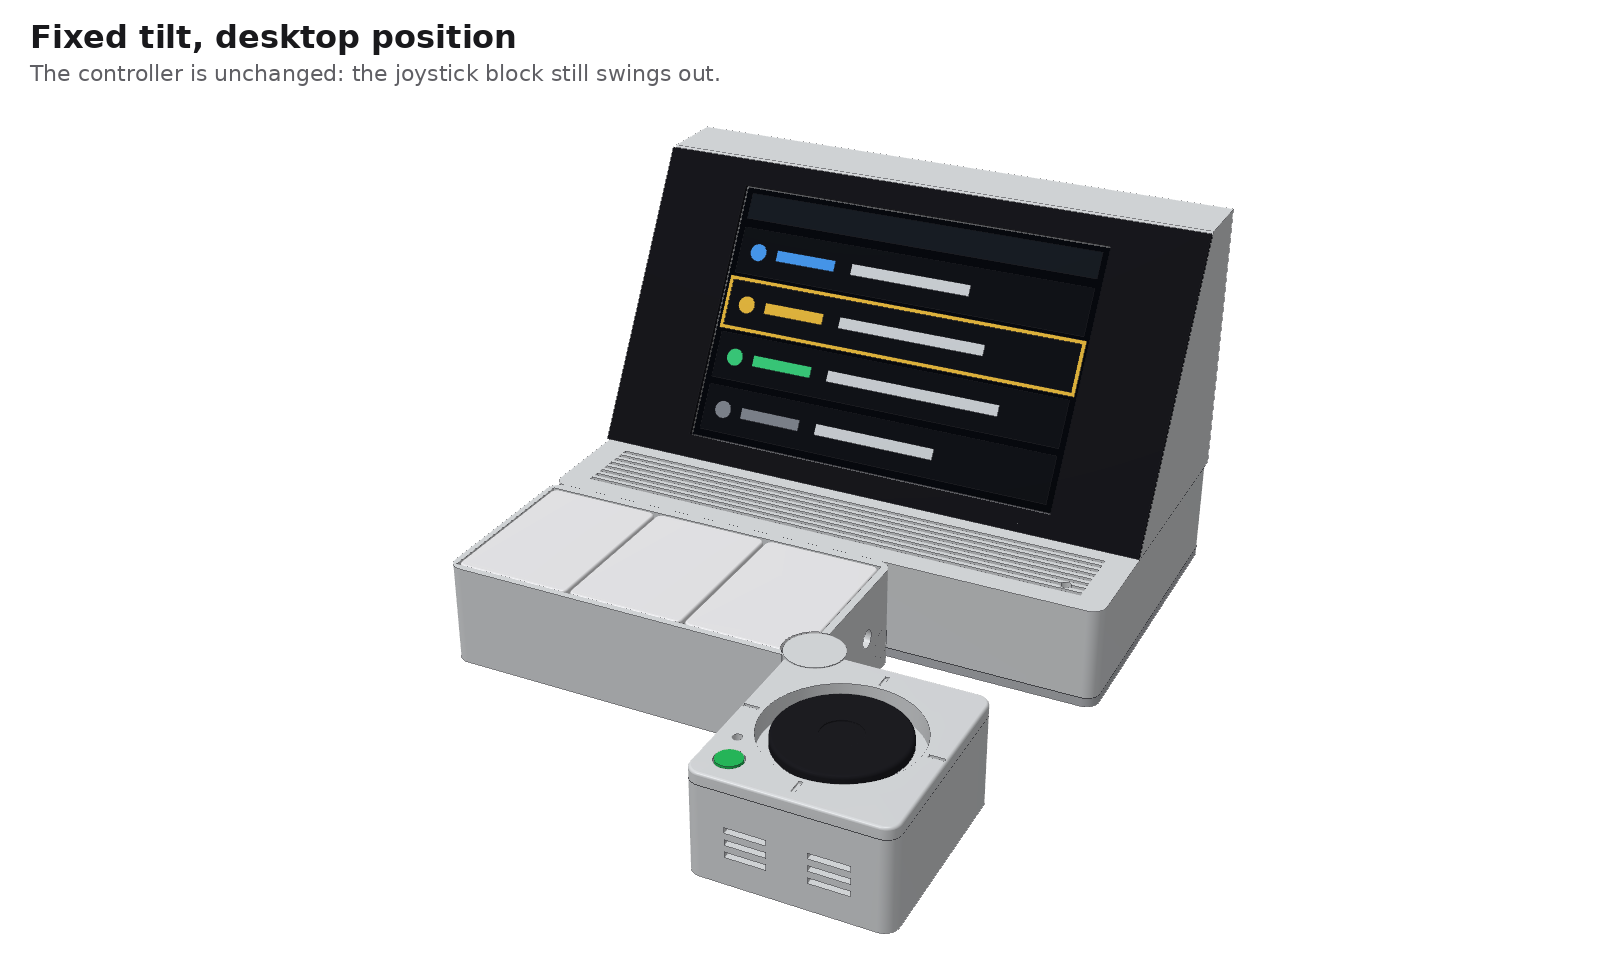 Fixed tilt, desktop position
The controller is unchanged: the joystick block still swings out.